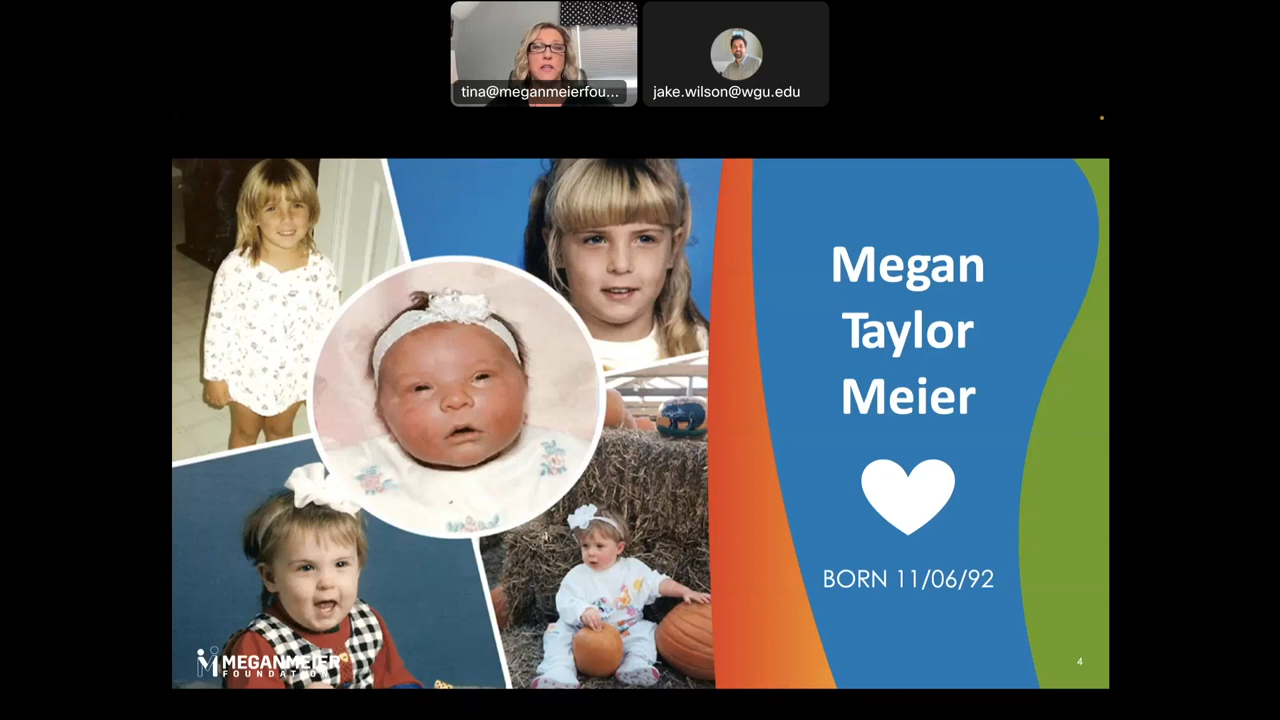 tina@meganmeierfou...
jake.wilson@wgu.edu
Megan
Taylor
Meier
BORN 11/06/92
MEGANMEIER
FOUNDATION
4